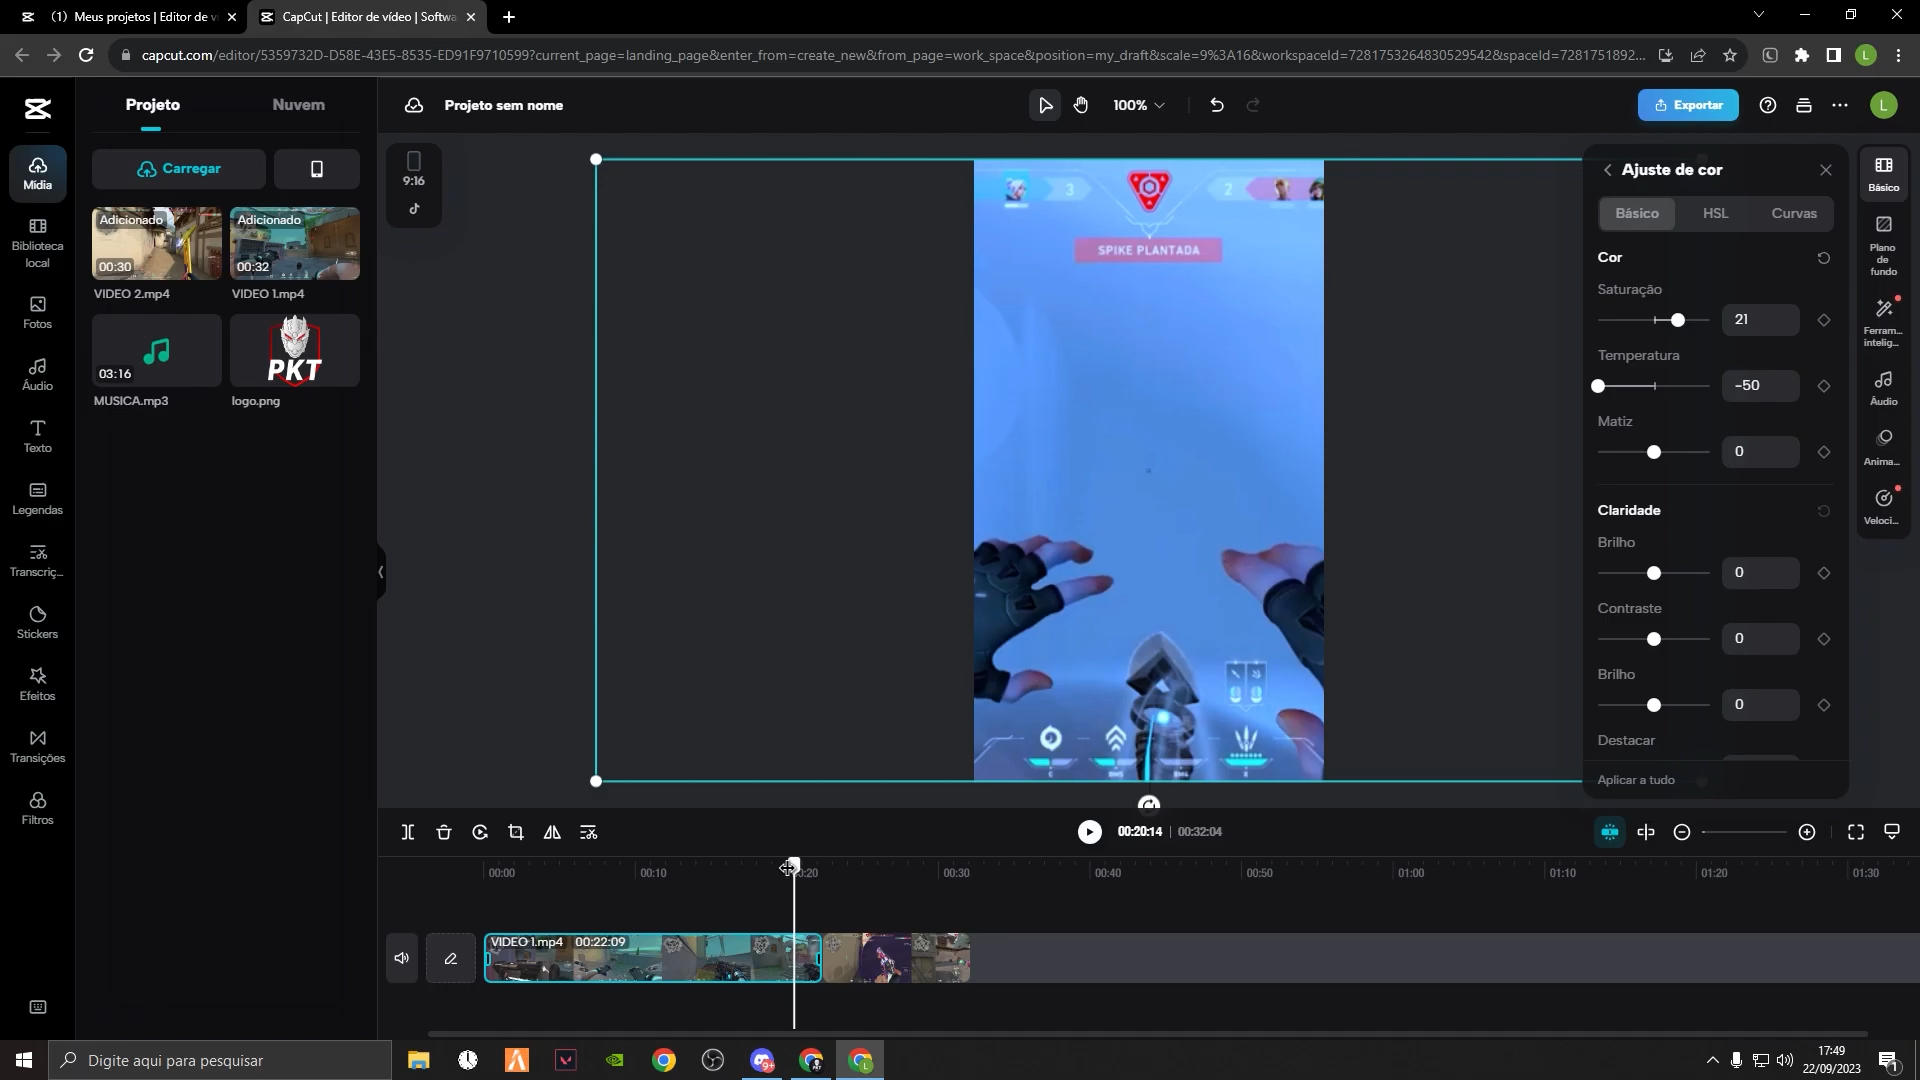 (1) Meus projetos | Editor de v
CapCut | Editor de vídeo | Softwa
capcut.com/editor/5359732D-D58E-43E5-8535-ED91F9710599?current_page=landing_page&enter_from=create_new&from_page=work_space&position=my_draft&scale=9%3A16&workspaceId=7281753264830529542&spaceId=7281751892...
L
Projeto
Nuvem
Projeto sem nome
100%
Exportar
L
Mídia
Biblioteca
local
Fotos
Áudio
Texto
Legendas
Transcriç...
Stickers
Efeitos
Transições
Filtros
Carregar
Adicionado
00:30
VIDEO 2.mp4
Adicionado
00:32
VIDEO 1.mp4
03:16
MUSICA.mp3
PKT
logo.png
9:16
3
2
SPIKE PLANTADA
C
X
Ajuste de cor
Básico
HSL
Curvas
Cor
Saturação
21
Temperatura
-50
Matiz
0
Claridade
Brilho
0
Contraste
0
Brilho
0
Destacar
Aplicar a tudo
Básico
Plano
de
fundo
Ferram...
intelig...
Áudio
Anima...
Veloci...
00:20:14 | 00:32:04
00:00
00:10
00:20
00:30
00:40
00:50
01:00
01:10
01:20
01:30
VIDEO 1.mp4 00:22:09
Digite aqui para pesquisar
9+
L
17:49
22/09/2023
1